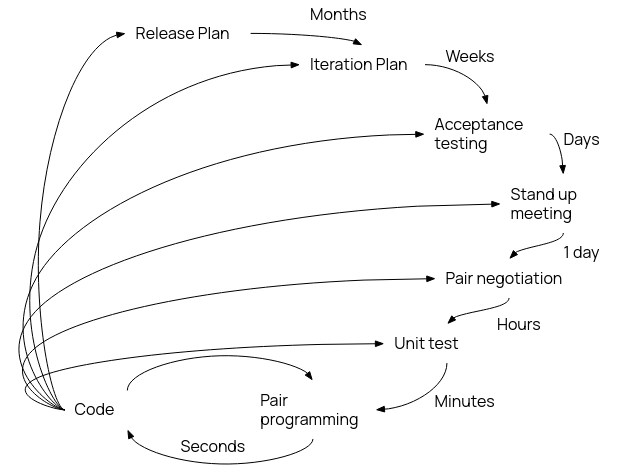 Months
Release Plan
Iteration Plan
Weeks
Acceptance
testing
Days
Stand up
meeting
1 day
Pair negotiation
Hours
Unit test
Minutes
Pair
programming
Code
Seconds